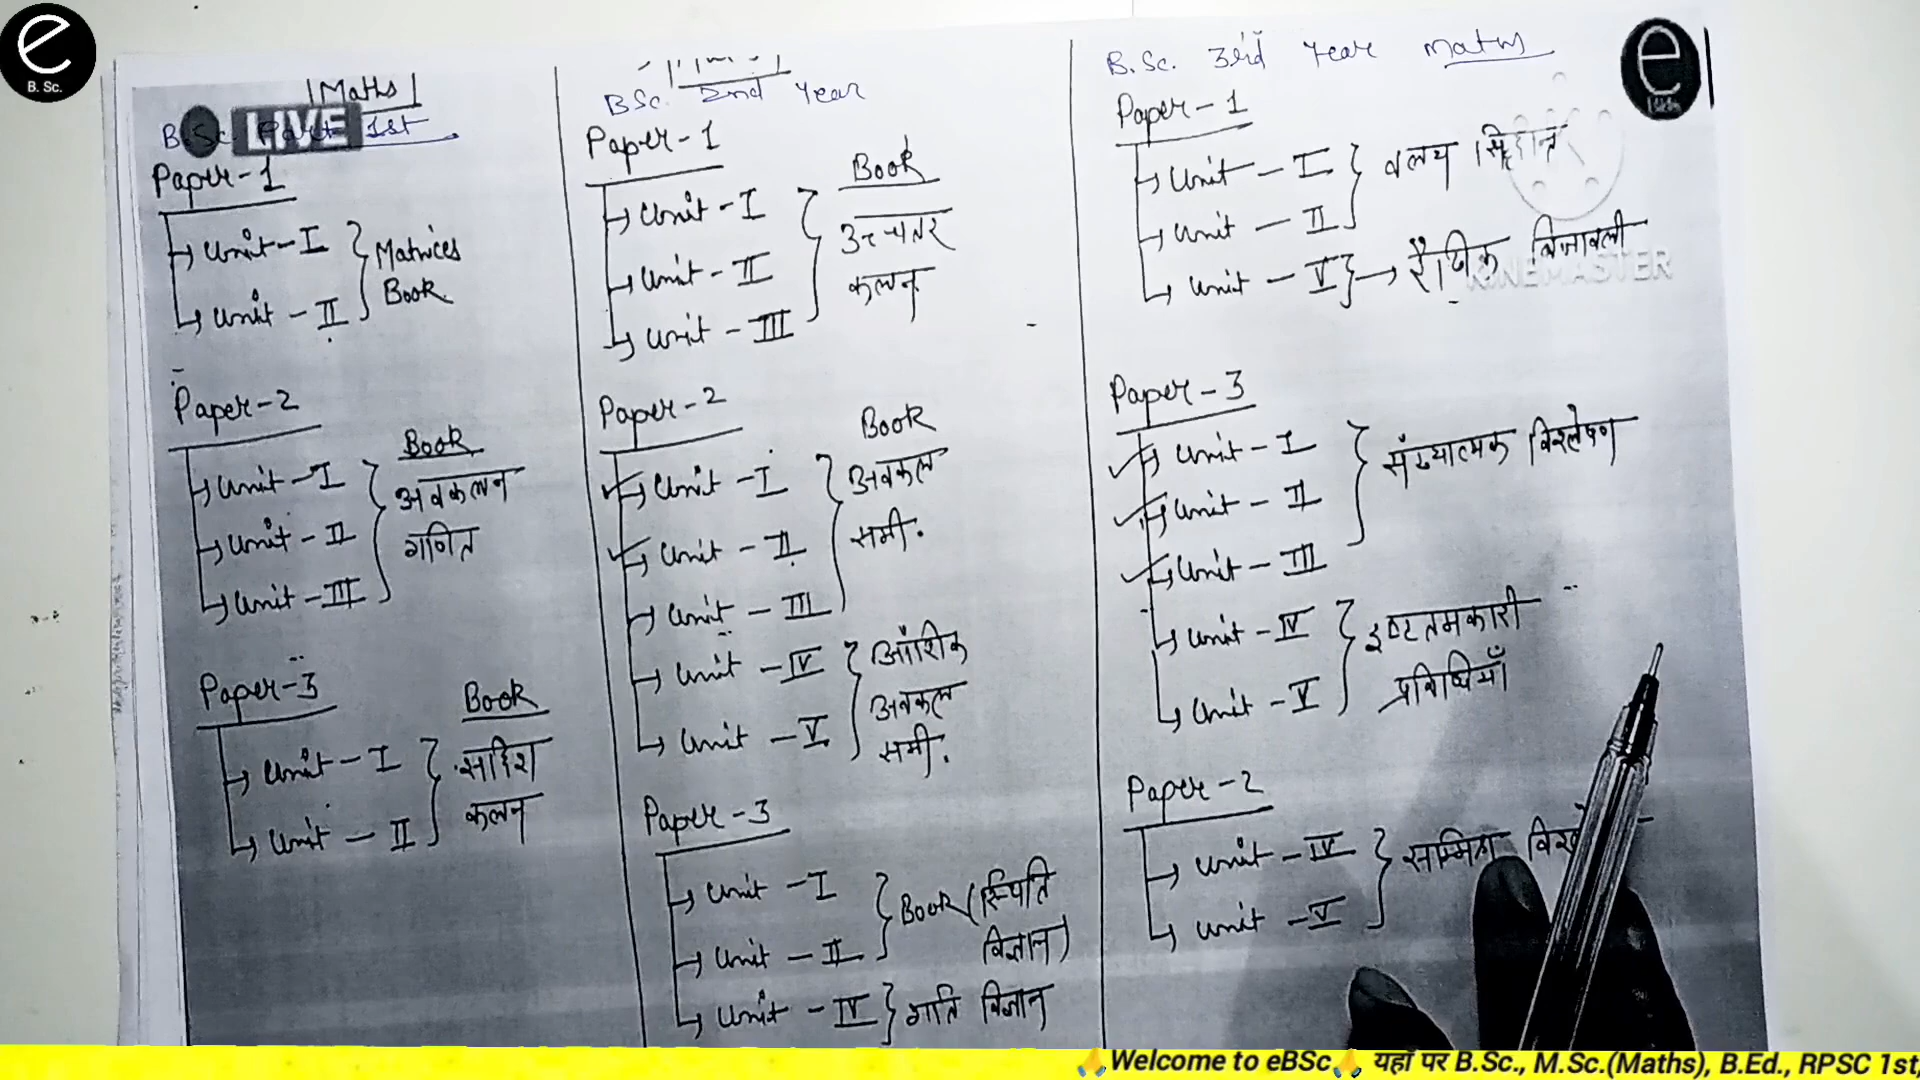 e
B. Sc.
Maths
LIVE
B.Sc. Part 1st
Paper-1
Unit-I
Matrices
Unit-II
Book
Paper-2
Book
Unit-I
अवकलन
Unit-II
गणित
Unit-III
Paper-3
Book
Unit-I
सदिश
Unit-II
कलन
BSc. 2nd Year
Paper-1
Book
Unit-I
उच्चतर
Unit-II
कलन
Unit-III
Paper-2
Book
Unit-I
अवकल
Unit-II
समी.
Unit-III
Unit-IV
आंशिक
अवकल
Unit-V
समी.
Paper-3
Unit-I
Book (स्थिति
Unit-II
विज्ञान)
Unit-IV } गति विज्ञान
B.Sc. 3rd Year Maths
e
Paper-1
Unit-I
वलय सिद्धान्त
Unit-II
Unit-V } → रैखिक
KINEMASTER
Paper-3
Unit-I
संख्यात्मक विश्लेषण
Unit-II
Unit-III
Unit-IV
इष्टतमकारी
प्रविधियाँ
Unit-V
Paper-2
Unit-IV
सम्मिश्र
Unit-V
🙏Welcome to eBSc🙏 यहाँ पर B.Sc., M.Sc.(Maths), B.Ed., RPSC 1st,